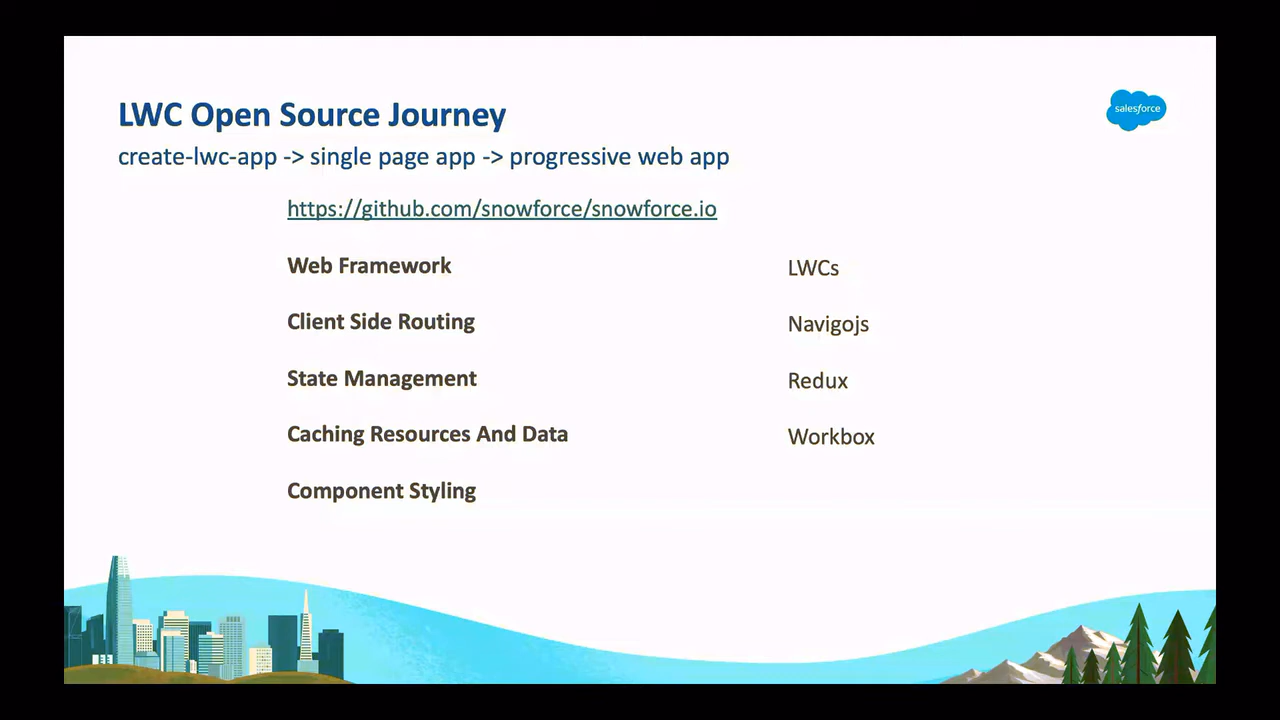 LWC Open Source Journey
salesforce
create-lwc-app -> single page app -> progressive web app
https://github.com/snowforce/snowforce.io
Web Framework LWCs
Client Side Routing Navigojs
State Management Redux
Caching Resources And Data Workbox
Component Styling